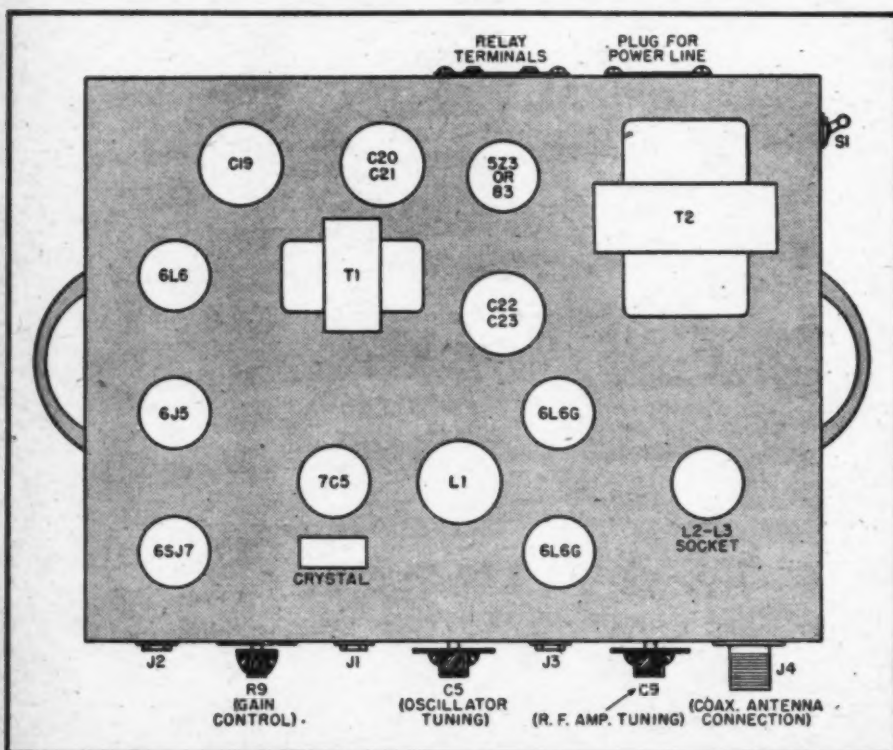 RELAY
TERMINALS
PLUG FOR
POWER LINE
S1
C19
C20
C21
5Z3
OR
83
T2
6L6
T1
C22
C23
6J5
6L6G
7C5
L1
L2-L3
SOCKET
6SJ7
CRYSTAL
6L6G
J2
R9
(GAIN
CONTROL)
J1
C5
(OSCILLATOR
TUNING)
J3
C9
(R. F. AMP. TUNING)
J4
(COAX. ANTENNA
CONNECTION)